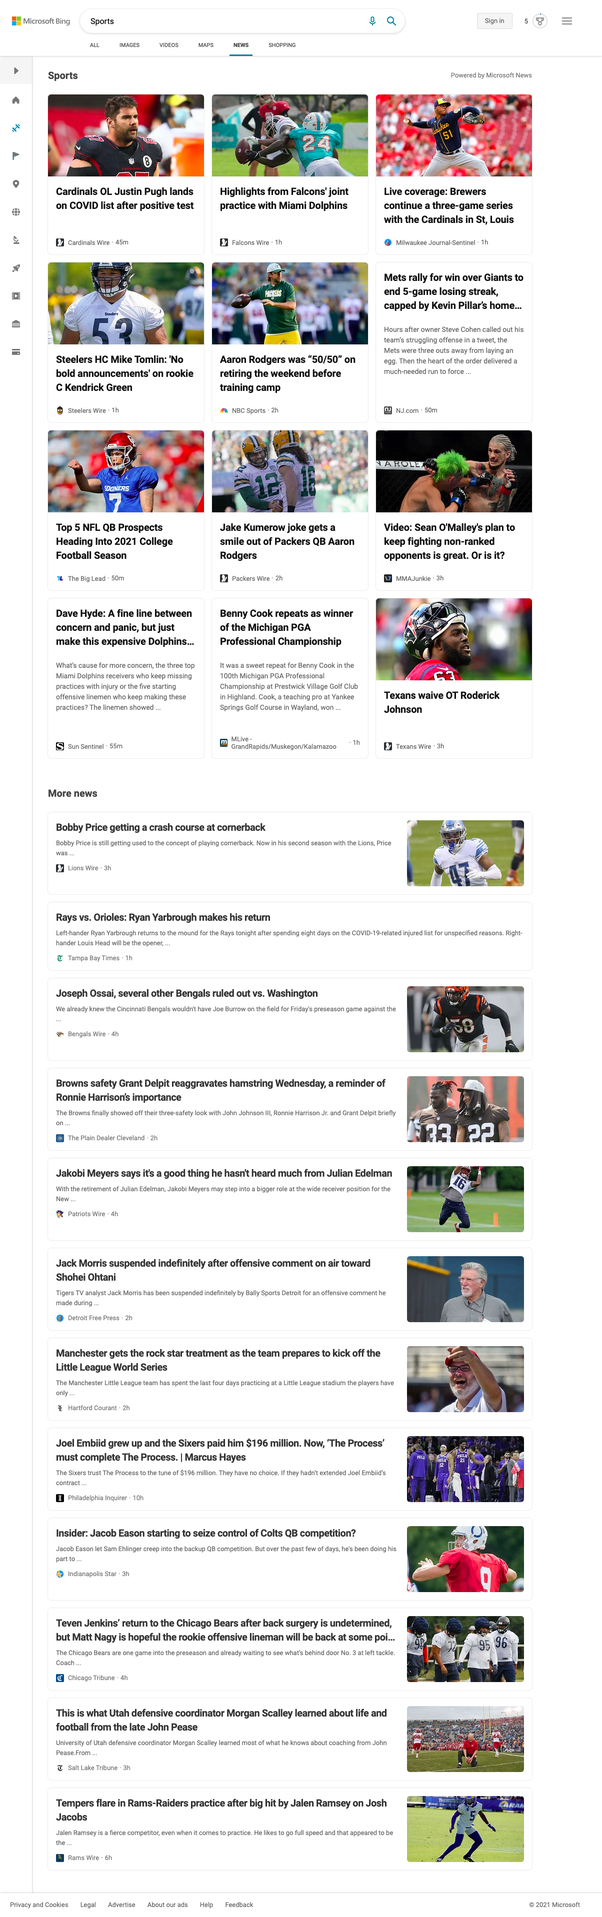 Microsoft Bing
Sports
Sign in
5
ALL IMAGES VIDEOS MAPS NEWS SHOPPING
Sports
Powered by Microsoft News
Cardinals OL Justin Pugh lands
on COVID list after positive test
Cardinals Wire · 45m
24
Highlights from Falcons' joint
practice with Miami Dolphins
Falcons Wire · 1h
51
Live coverage: Brewers
continue a three-game series
with the Cardinals in St, Louis
Milwaukee Journal-Sentinel · 1h
Steelers
53
Steelers HC Mike Tomlin: 'No
bold announcements' on rookie
C Kendrick Green
Steelers Wire · 1h
PACKERS
Aaron Rodgers was “50/50” on
retiring the weekend before
training camp
NBC Sports · 2h
Mets rally for win over Giants to
end 5-game losing streak,
capped by Kevin Pillar’s home...
Hours after owner Steve Cohen called out his
team’s struggling offense in a tweet, the
Mets were three outs away from laying an
egg. Then the heart of the order delivered a
much-needed run to force ...
NJ.com · 50m
7
Top 5 NFL QB Prospects
Heading Into 2021 College
Football Season
The Big Lead · 50m
12
Jake Kumerow joke gets a
smile out of Packers QB Aaron
Rodgers
Packers Wire · 2h
Video: Sean O'Malley's plan to
keep fighting non-ranked
opponents is great. Or is it?
MMAJunkie · 3h
Dave Hyde: A fine line between
concern and panic, but just
make this expensive Dolphins...
What’s cause for more concern, the three top
Miami Dolphins receivers who keep missing
practices with injury or the five starting
offensive linemen who keep making these
practices? The linemen showed ...
Sun Sentinel · 55m
Benny Cook repeats as winner
of the Michigan PGA
Professional Championship
It was a sweet repeat for Benny Cook in the
100th Michigan PGA Professional
Championship at Prestwick Village Golf Club
in Highland. Cook, a teaching pro at Yankee
Springs Golf Course in Wayland, won ...
MLive -
GrandRapids/Muskegon/Kalamazoo · 1h
Texans waive OT Roderick
Johnson
Texans Wire · 3h
More news
Bobby Price getting a crash course at cornerback
Bobby Price is still getting used to the concept of playing cornerback. Now in his second season with the Lions, Price
was ...
Lions Wire · 3h
47
Rays vs. Orioles: Ryan Yarbrough makes his return
Left-hander Ryan Yarbrough returns to the mound for the Rays tonight after spending eight days on the COVID-19-related injured list for unspecified reasons. Right-
hander Louis Head will be the opener, ...
Tampa Bay Times · 1h
Joseph Ossai, several other Bengals ruled out vs. Washington
We already knew the Cincinnati Bengals wouldn't have Joe Burrow on the field for Friday's preseason game against the
...
Bengals Wire · 4h
58
Browns safety Grant Delpit reaggravates hamstring Wednesday, a reminder of
Ronnie Harrison’s importance
The Browns finally showed off their three-safety look with John Johnson III, Ronnie Harrison Jr. and Grant Delpit briefly
on ...
The Plain Dealer Cleveland · 2h
33 22
Jakobi Meyers says it's a good thing he hasn't heard much from Julian Edelman
With the retirement of Julian Edelman, Jakobi Meyers may step into a bigger role at the wide receiver position for the
New ...
Patriots Wire · 4h
16
Jack Morris suspended indefinitely after offensive comment on air toward
Shohei Ohtani
Tigers TV analyst Jack Morris has been suspended indefinitely by Bally Sports Detroit for an offensive comment he
made during ...
Detroit Free Press · 2h
Manchester gets the rock star treatment as the team prepares to kick off the
Little League World Series
The Manchester Little League team has spent the last four days practicing at a Little League stadium the players have
only ...
Hartford Courant · 2h
Joel Embiid grew up and the Sixers paid him $196 million. Now, ‘The Process’
must complete The Process. | Marcus Hayes
The Sixers trust The Process to the tune of $196 million. They have no choice. If they hadn't extended Joel Embiid's
contract ...
Philadelphia Inquirer · 10h
Insider: Jacob Eason starting to seize control of Colts QB competition?
Jacob Eason let Sam Ehlinger creep into the backup QB competition. But over the past few of days, he's been doing his
part to ...
Indianapolis Star · 3h
9
Teven Jenkins’ return to the Chicago Bears after back surgery is undetermined,
but Matt Nagy is hopeful the rookie offensive lineman will be back at some poi...
The Chicago Bears are one game into the preseason and already waiting to see what's behind door No. 3 at left tackle.
Coach ...
Chicago Tribune · 4h
95 96
This is what Utah defensive coordinator Morgan Scalley learned about life and
football from the late John Pease
University of Utah defensive coordinator Morgan Scalley learned most of what he knows about coaching from John
Pease.From ...
Salt Lake Tribune · 3h
Tempers flare in Rams-Raiders practice after big hit by Jalen Ramsey on Josh
Jacobs
Jalen Ramsey is a fierce competitor, even when it comes to practice. He likes to go full speed and that appeared to be
the ...
Rams Wire · 6h
5
Privacy and Cookies Legal Advertise About our ads Help Feedback
© 2021 Microsoft